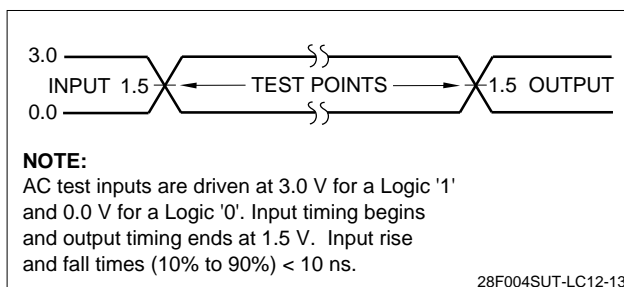 3.0
INPUT 1.5 TEST POINTS 1.5 OUTPUT
0.0
NOTE:
AC test inputs are driven at 3.0 V for a Logic '1'
and 0.0 V for a Logic '0'. Input timing begins
and output timing ends at 1.5 V. Input rise
and fall times (10% to 90%) < 10 ns.
28F004SUT-LC12-13